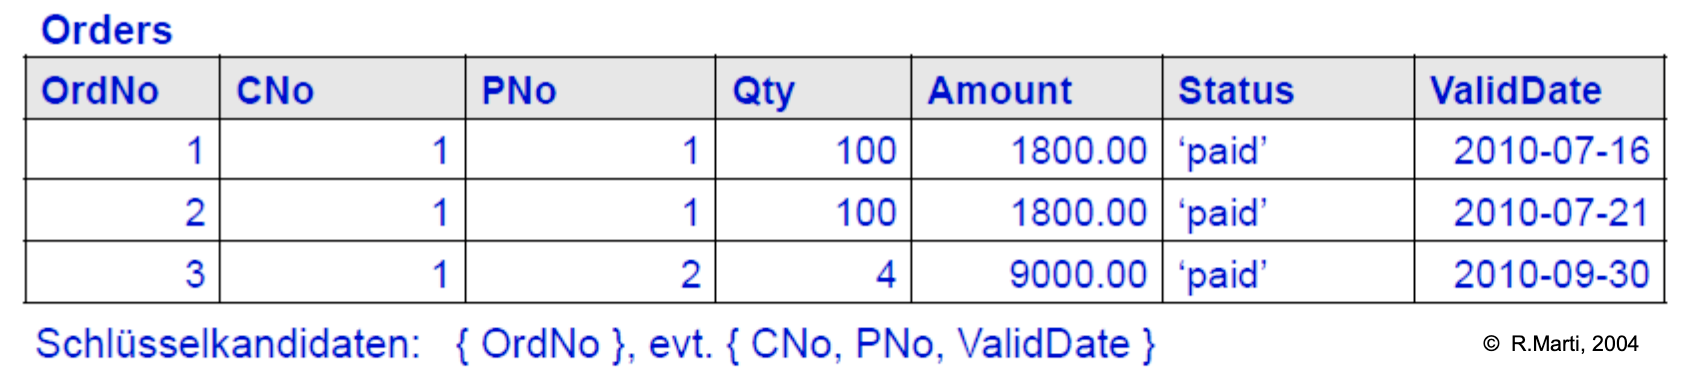 Orders
OrdNo CNo PNo Qty Amount Status ValidDate
1 1 1 100 1800.00 ‘paid’ 2010-07-16
2 1 1 100 1800.00 ‘paid’ 2010-07-21
3 1 2 4 9000.00 ‘paid’ 2010-09-30
Schlüsselkandidaten: { OrdNo }, evt. { CNo, PNo, ValidDate } © R.Marti, 2004